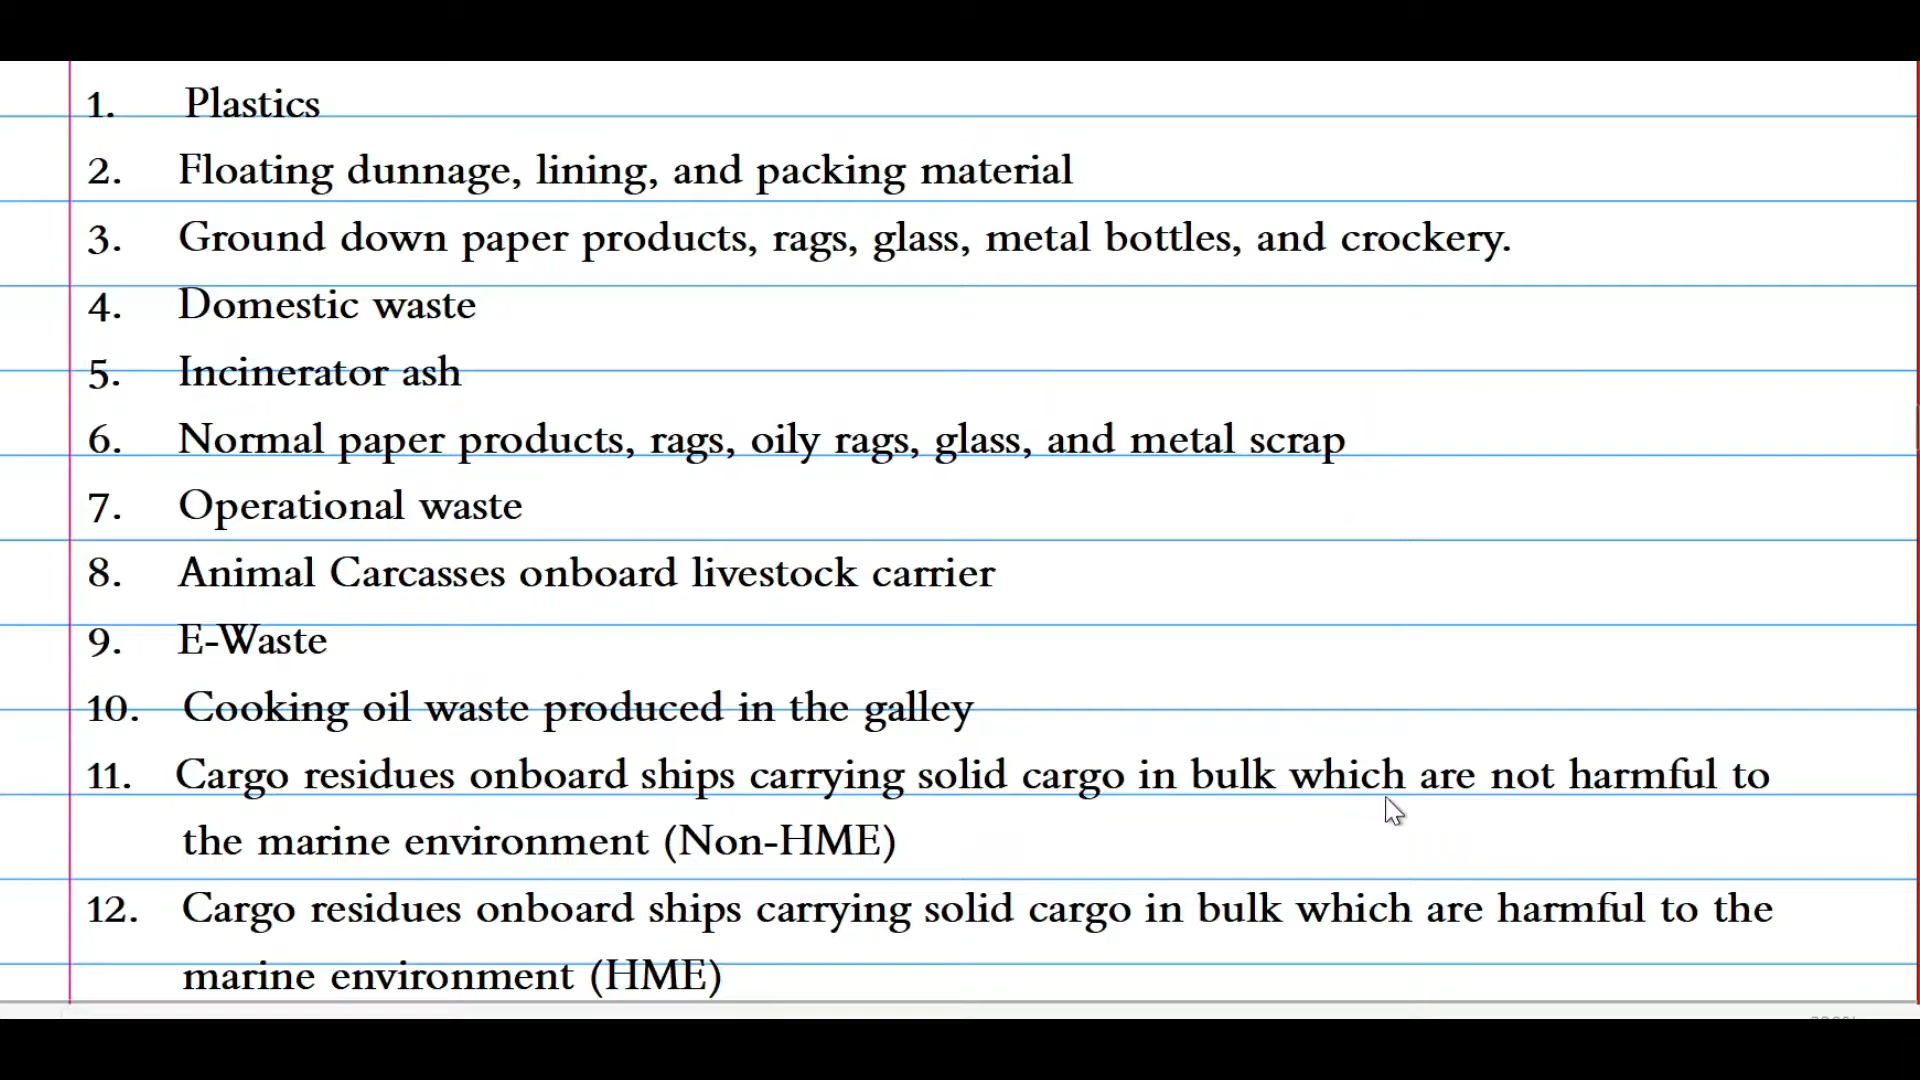 1. Plastics
2. Floating dunnage, lining, and packing material
3. Ground down paper products, rags, glass, metal bottles, and crockery.
4. Domestic waste
5. Incinerator ash
6. Normal paper products, rags, oily rags, glass, and metal scrap
7. Operational waste
8. Animal Carcasses onboard livestock carrier
9. E-Waste
10. Cooking oil waste produced in the galley
11. Cargo residues onboard ships carrying solid cargo in bulk which are not harmful to
the marine environment (Non-HME)
12. Cargo residues onboard ships carrying solid cargo in bulk which are harmful to the
marine environment (HME)